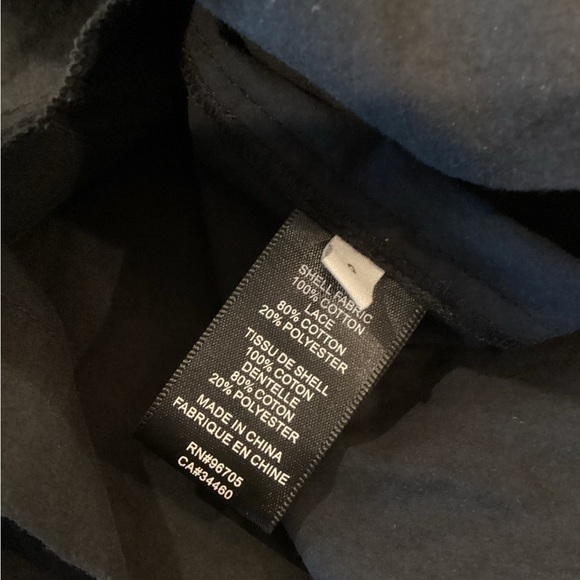 SHELL FABRIC
100% COTTON
LACE
80% COTTON
20% POLYESTER
TISSU DE SHELL
100% COTON
DENTELLE
80% COTON
20% POLYESTER
MADE IN CHINA
FABRIQUE EN CHINE
RN#96705
CA#34460